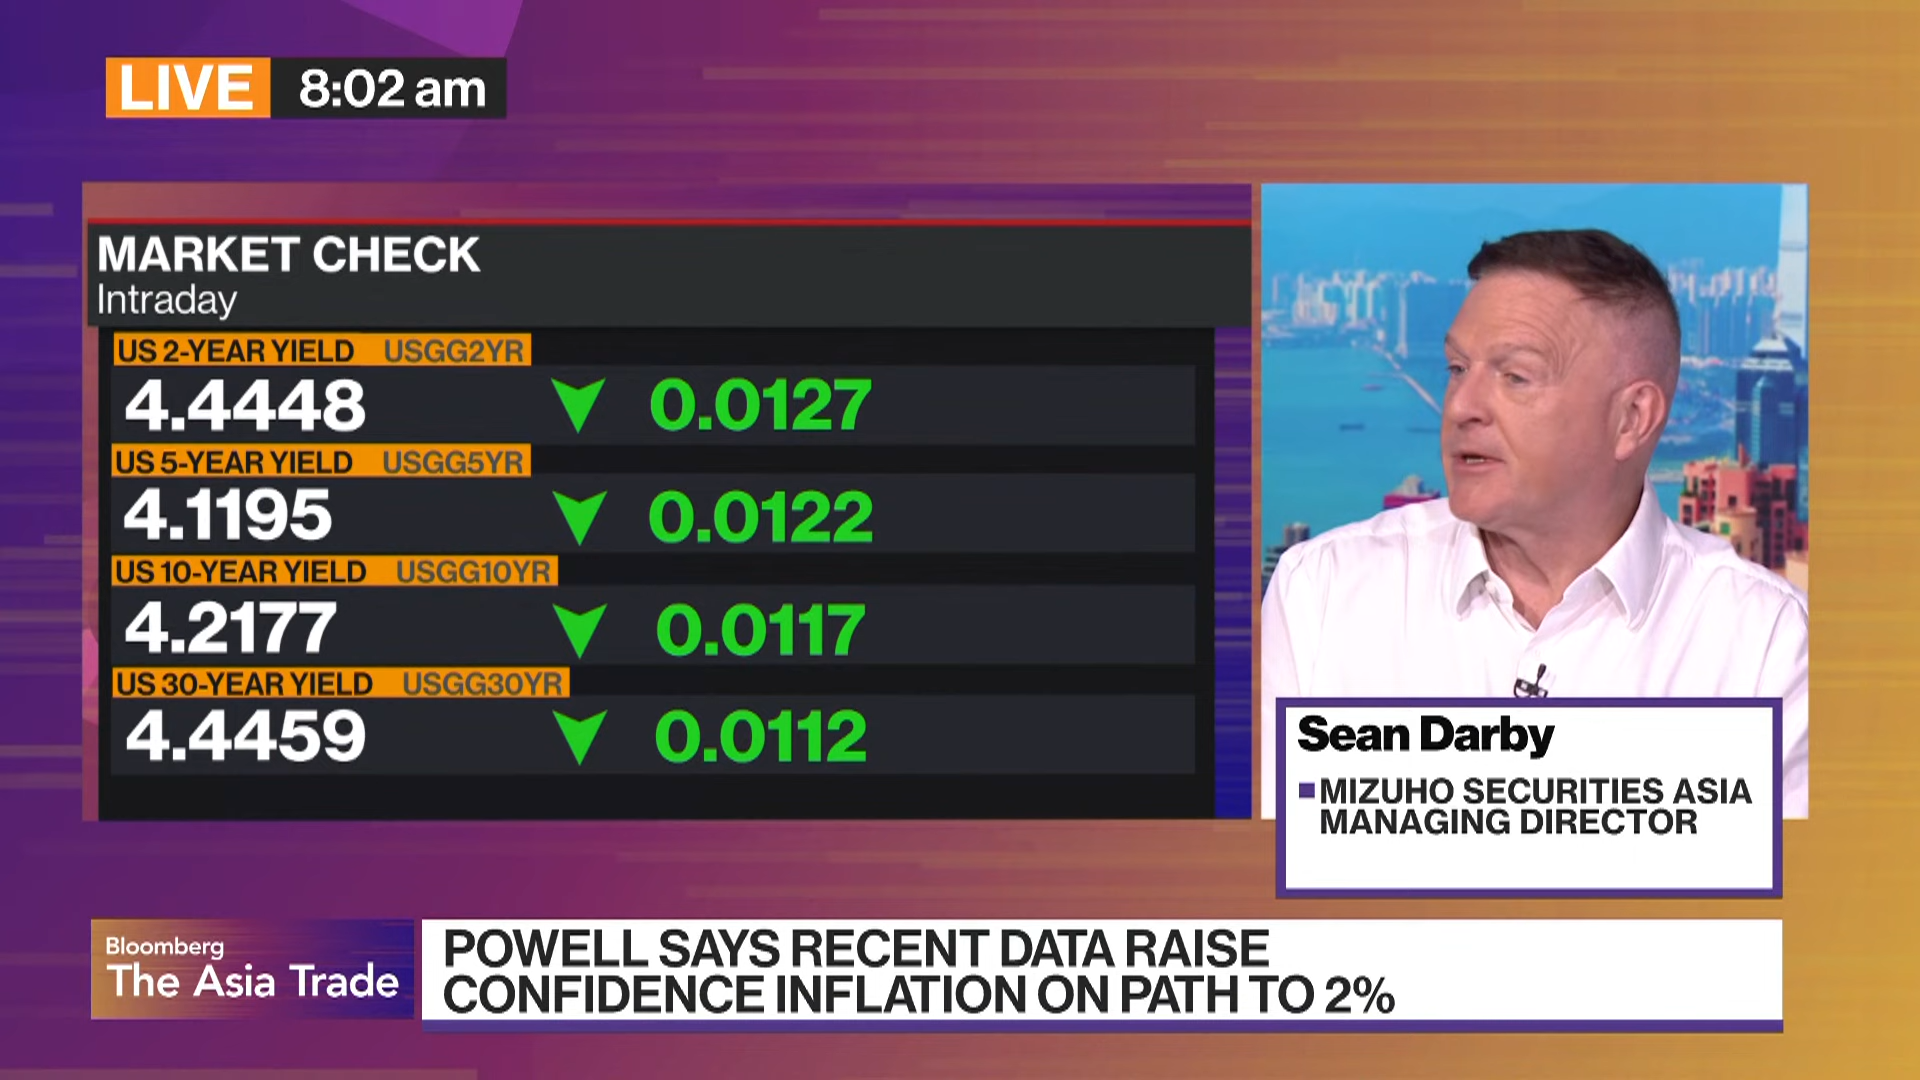 LIVE 8:02 am
MARKET CHECK
Intraday
US 2-YEAR YIELD USGG2YR
4.4448 0.0127
US 5-YEAR YIELD USGG5YR
4.1195 0.0122
US 10-YEAR YIELD USGG10YR
4.2177 0.0117
US 30-YEAR YIELD USGG30YR
4.4459 0.0112
Sean Darby
MIZUHO SECURITIES ASIA
MANAGING DIRECTOR
Bloomberg
The Asia Trade
POWELL SAYS RECENT DATA RAISE
CONFIDENCE INFLATION ON PATH TO 2%